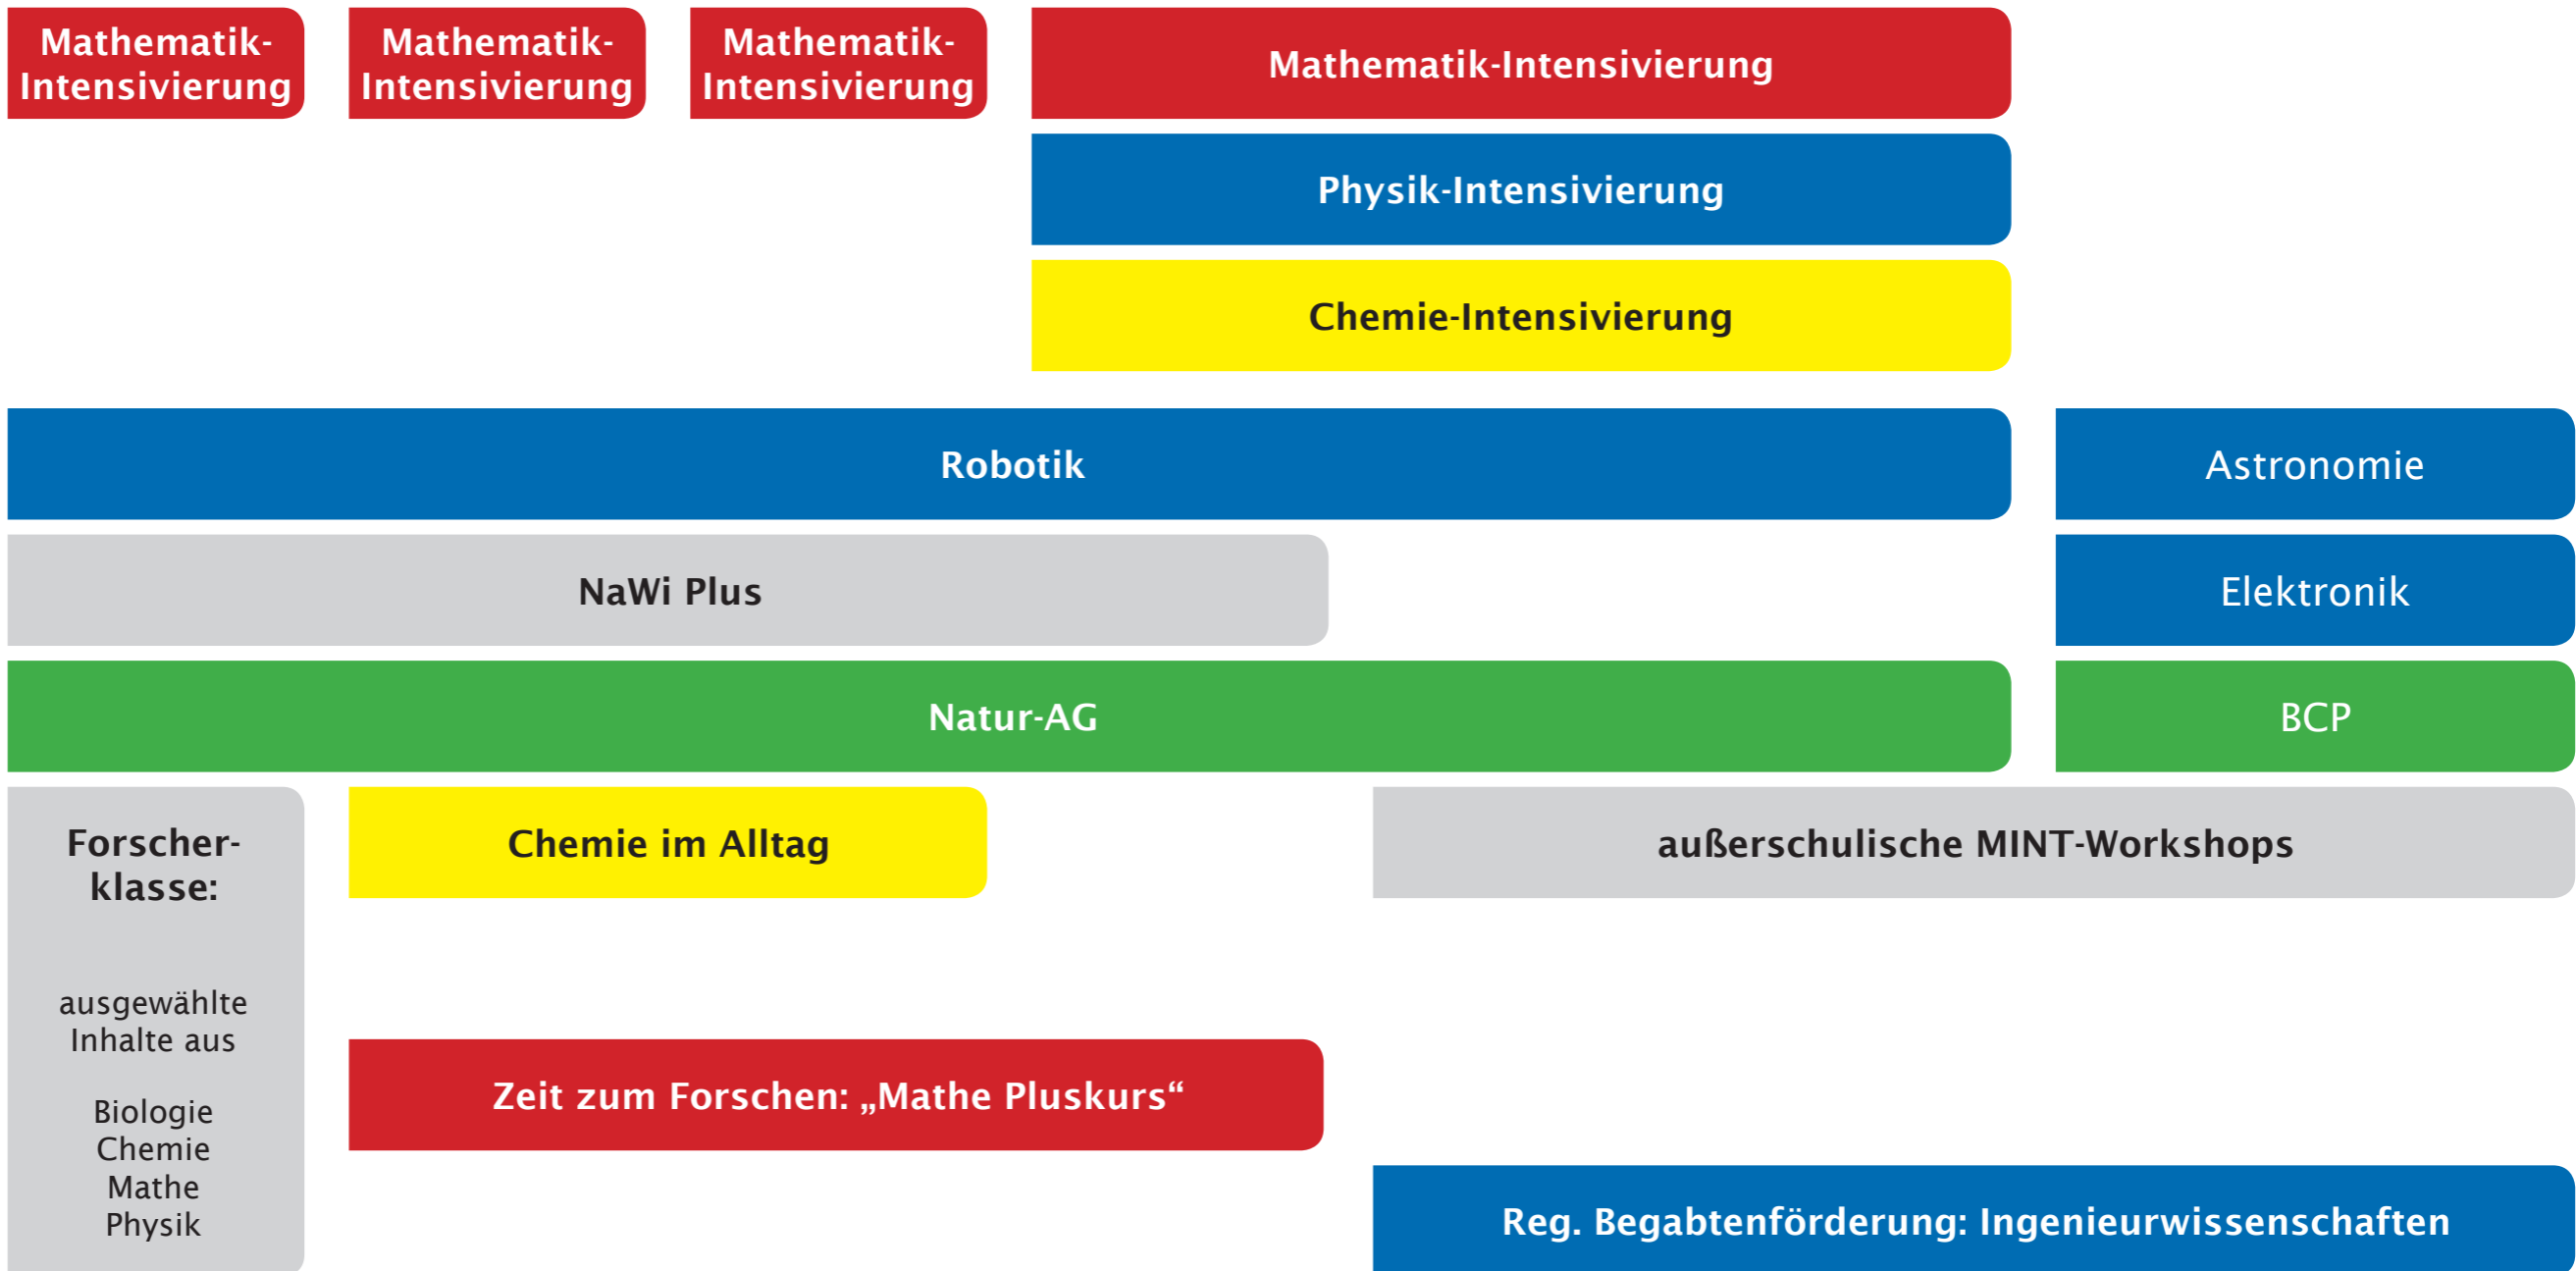 Mathematik-
Intensivierung
Mathematik-
Intensivierung
Mathematik-
Intensivierung
Mathematik-Intensivierung
Physik-Intensivierung
Chemie-Intensivierung
Robotik
Astronomie
NaWi Plus
Elektronik
Natur-AG
BCP
Forscher-
klasse:
ausgewählte
Inhalte aus
Biologie
Chemie
Mathe
Physik
Chemie im Alltag
außerschulische MINT-Workshops
Zeit zum Forschen: „Mathe Pluskurs“
Reg. Begabtenförderung: Ingenieurwissenschaften